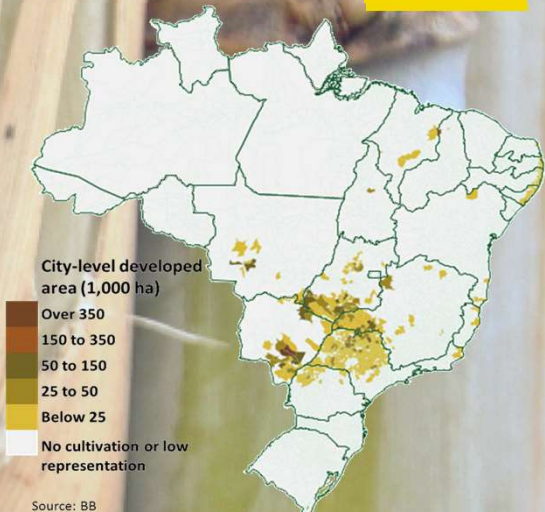 City-level developed
area (1,000 ha)
Over 350
150 to 350
50 to 150
25 to 50
Below 25
No cultivation or low
representation
Source: BB